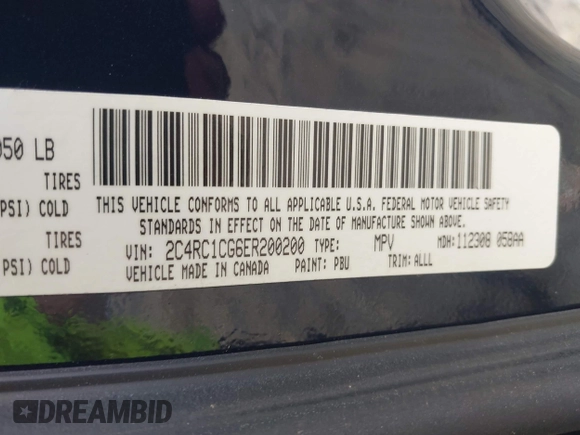 050 LB
TIRES
PSI) COLD
TIRES
PSI) COLD
THIS VEHICLE CONFORMS TO ALL APPLICABLE U.S.A. FEDERAL MOTOR VEHICLE SAFETY
STANDARDS IN EFFECT ON THE DATE OF MANUFACTURE SHOWN ABOVE.
VIN: 2C4RC1CG6ER200200 TYPE: MPV MDH: 112308 058AA
VEHICLE MADE IN CANADA PAINT: PBU TRIM: ALLL
DREAMBID